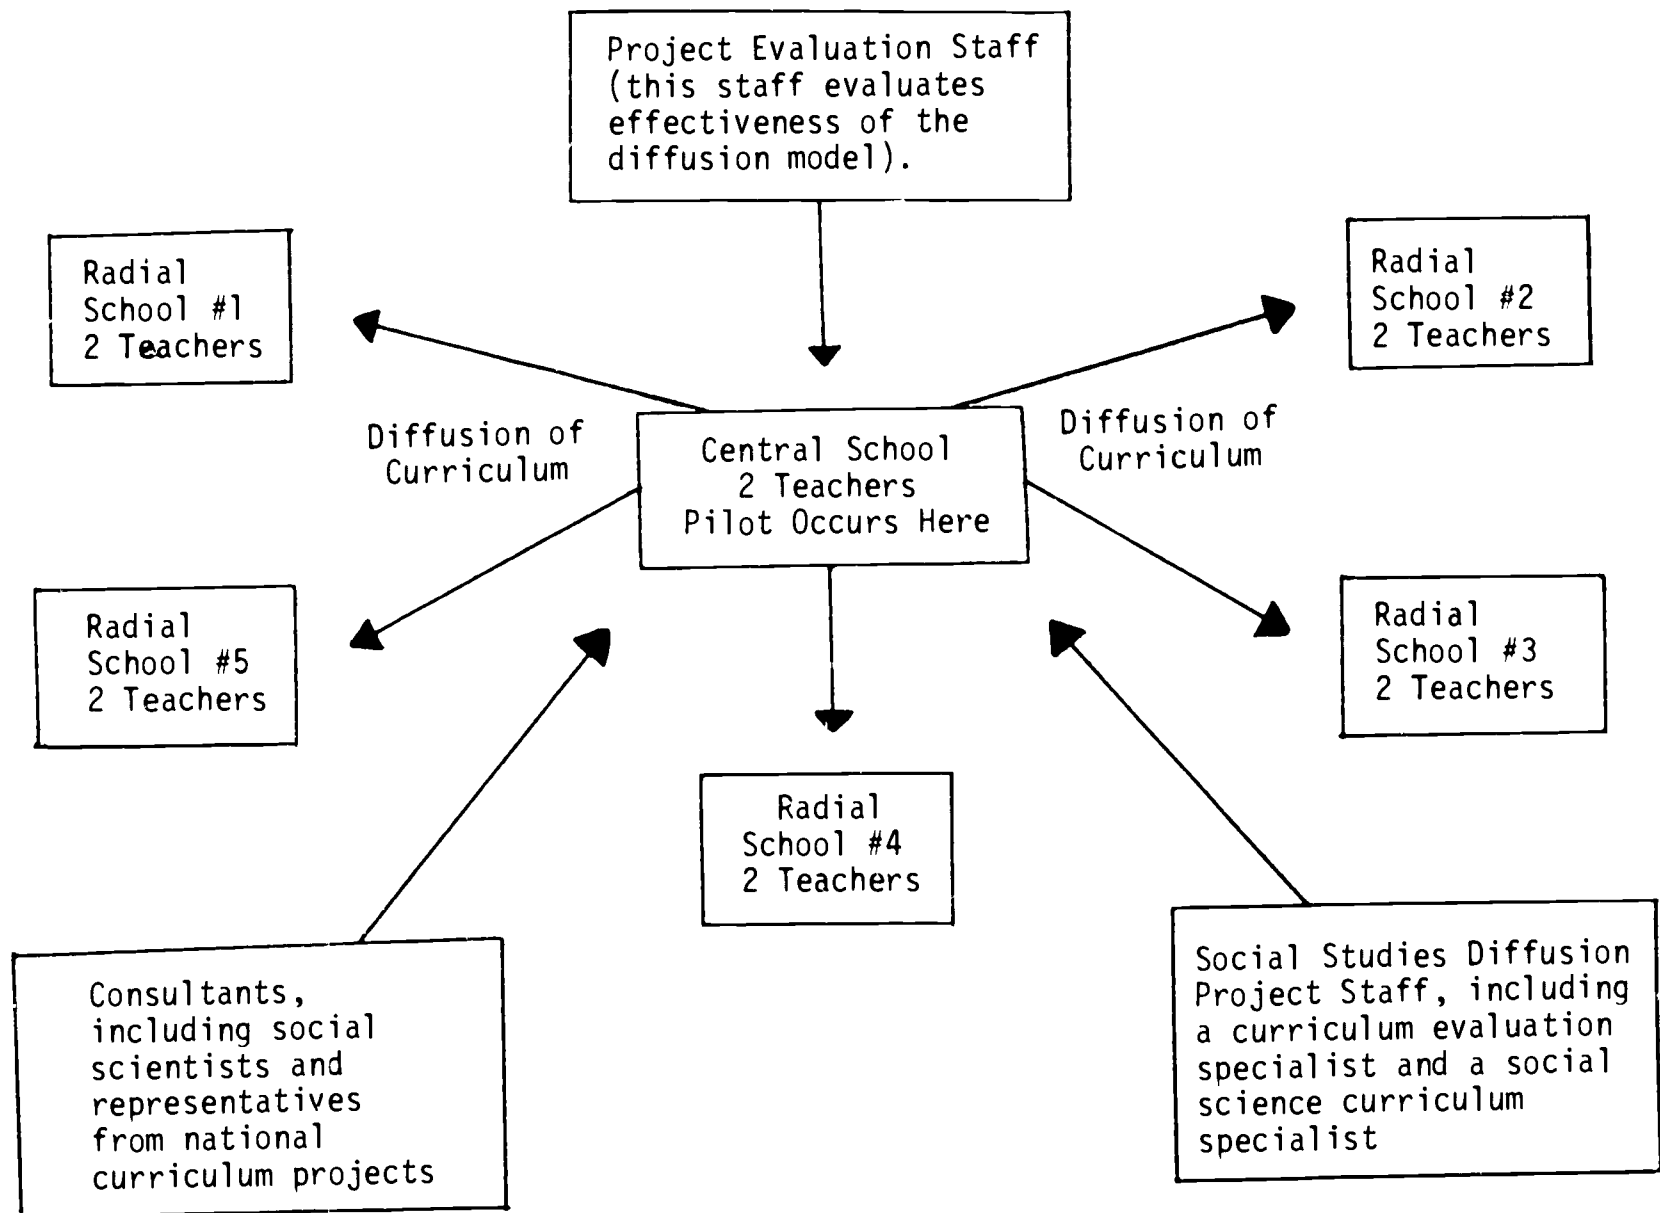 Project Evaluation Staff
(this staff evaluates
effectiveness of the
diffusion model).
Radial
School #1
2 Teachers
Radial
School #2
2 Teachers
Diffusion of
Curriculum
Central School
2 Teachers
Pilot Occurs Here
Diffusion of
Curriculum
Radial
School #5
2 Teachers
Radial
School #3
2 Teachers
Radial
School #4
2 Teachers
Consultants,
including social
scientists and
representatives
from national
curriculum projects
Social Studies Diffusion
Project Staff, including
a curriculum evaluation
specialist and a social
science curriculum
specialist